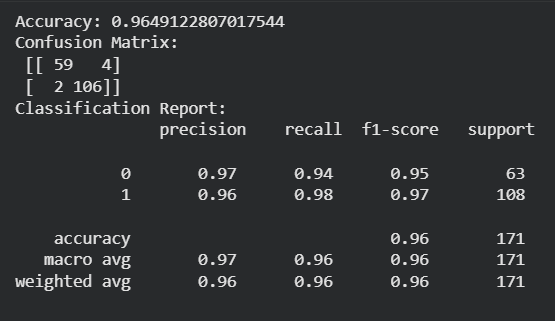 Accuracy: 0.9649122807017544
Confusion Matrix:
[[ 59   4]
[  2 106]]
Classification Report:
precision    recall  f1-score   support
0       0.97      0.94      0.95        63
1       0.96      0.98      0.97       108
accuracy                           0.96       171
macro avg       0.97      0.96      0.96       171
weighted avg       0.96      0.96      0.96       171